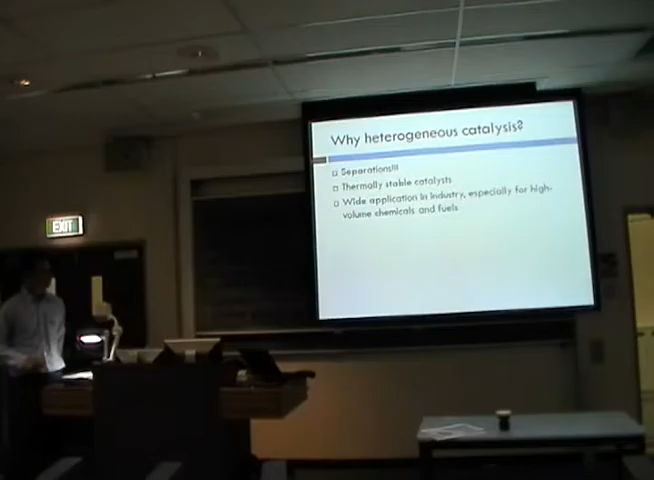 Why heterogeneous catalysis?
Separations!!!
Thermally stable catalysts
Wide application in industry, especially for high-
volume chemicals and fuels
EXIT